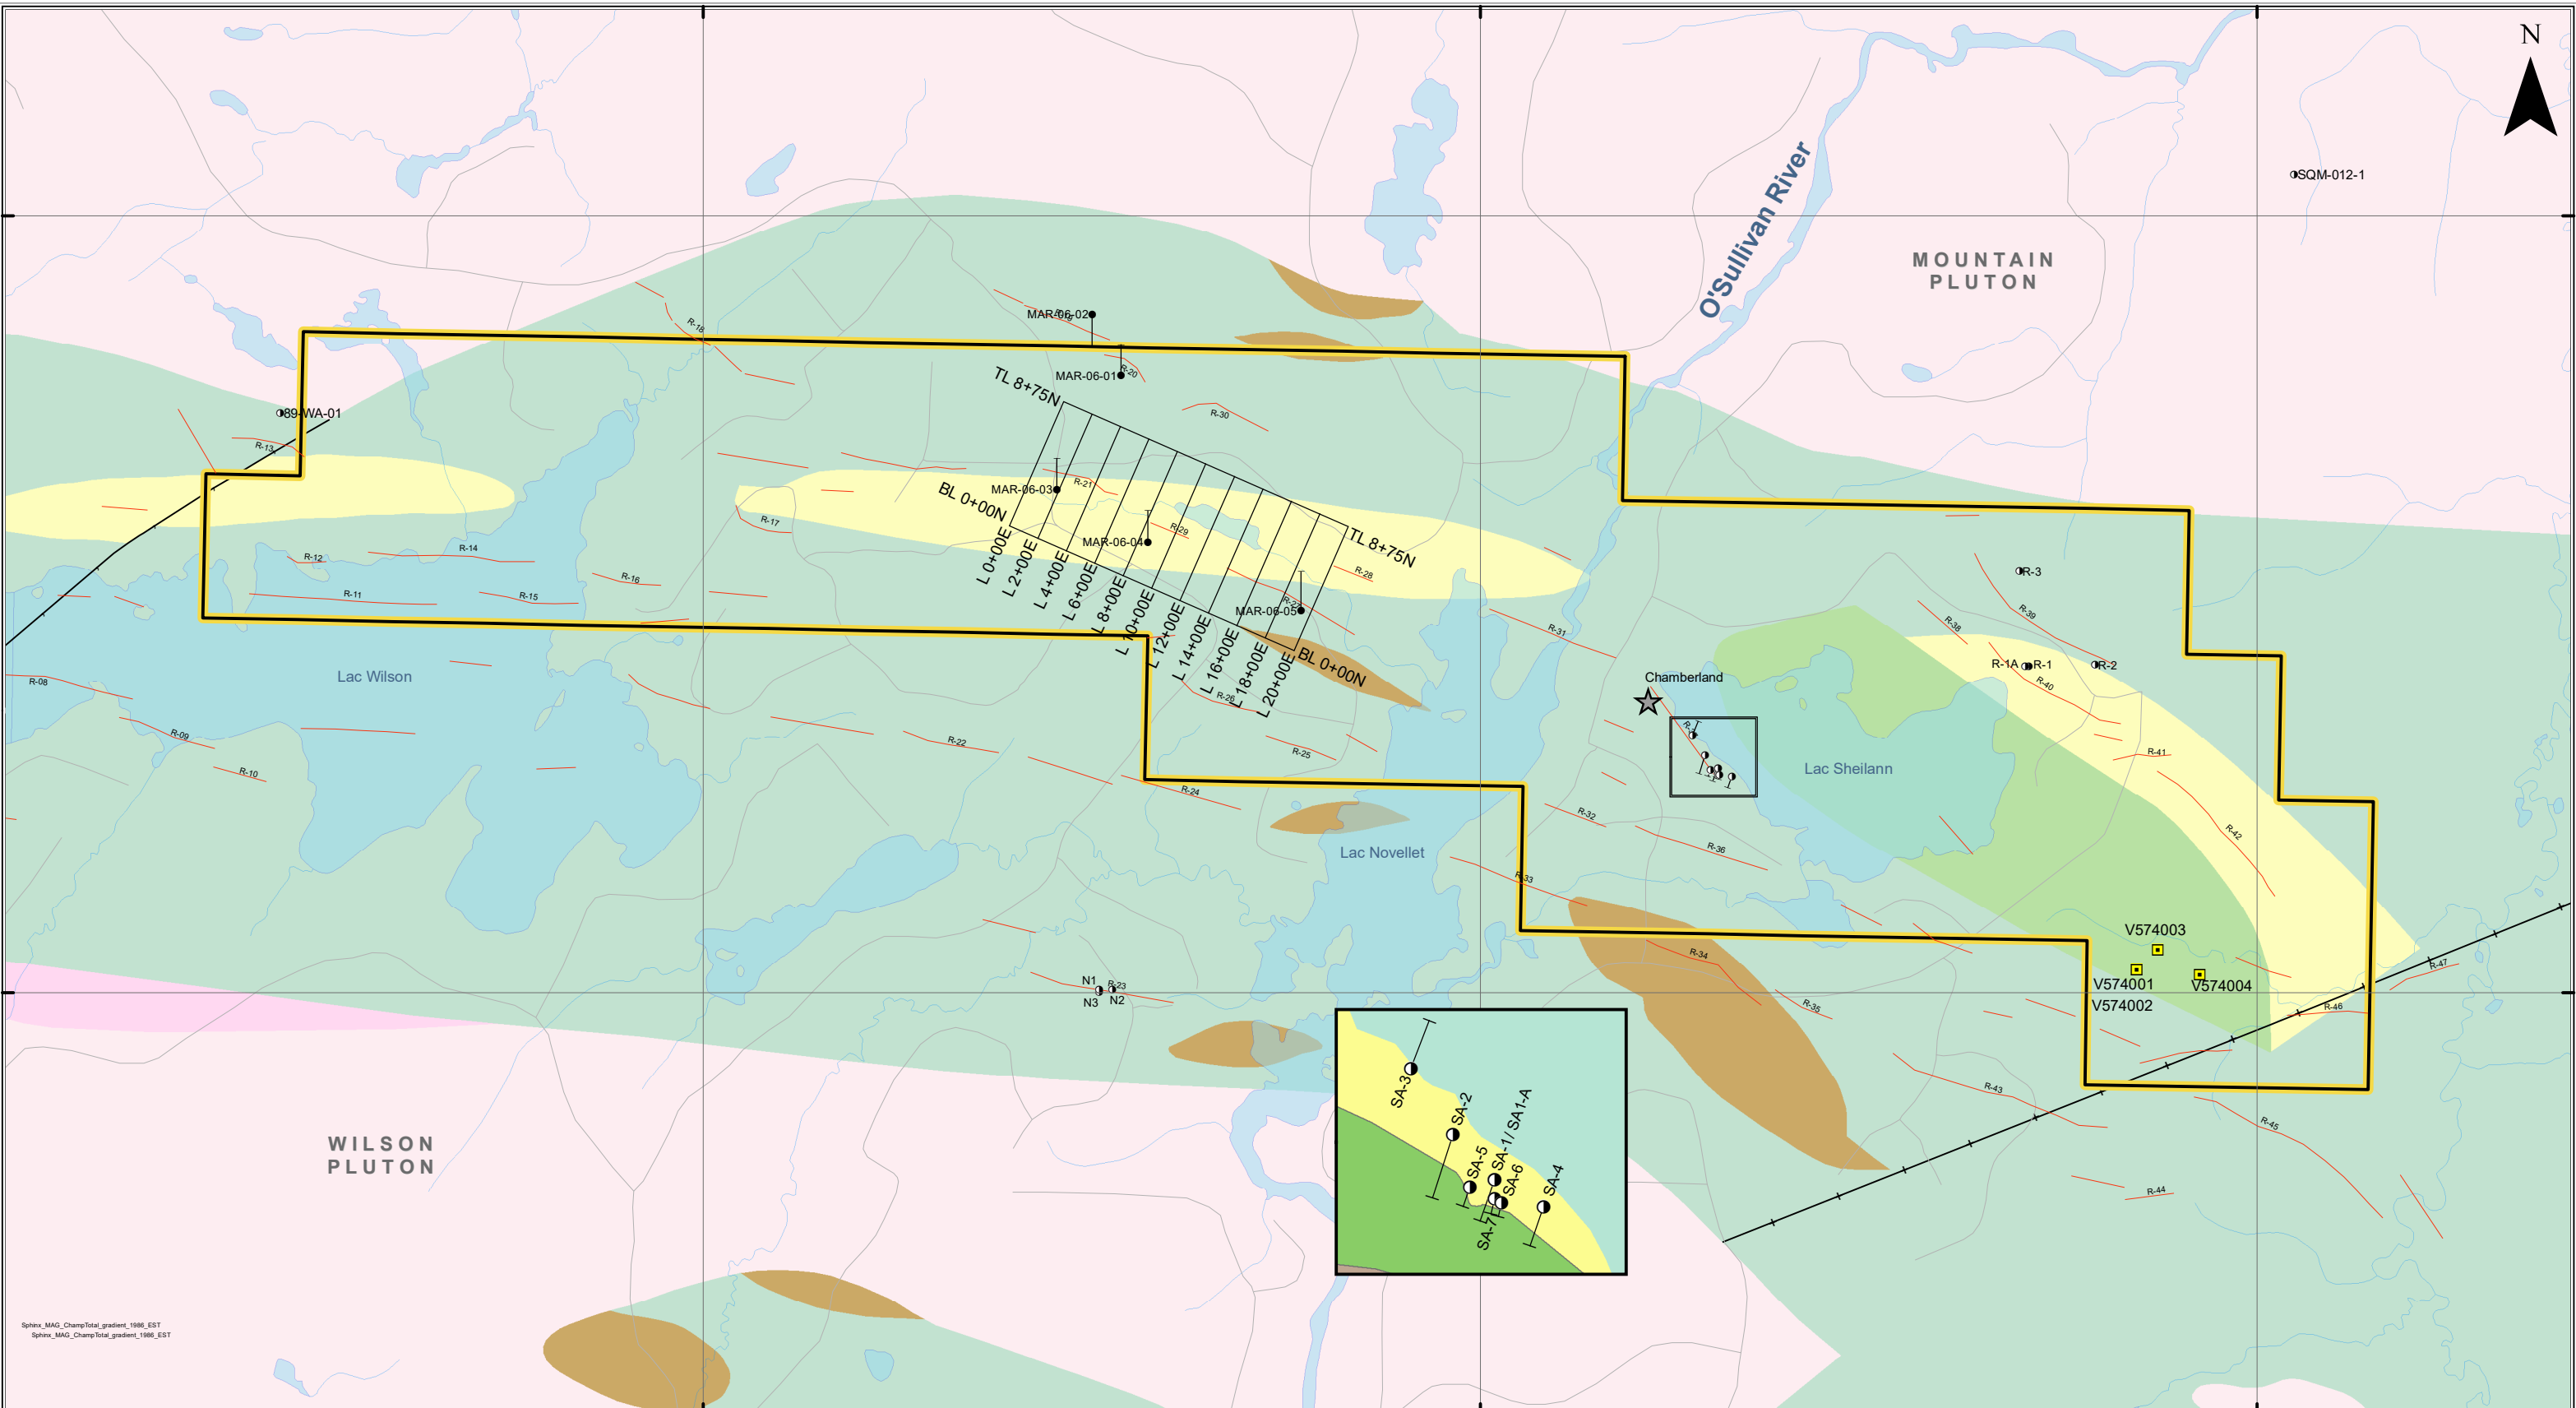 N
SQM-012-1
O'Sullivan River
MOUNTAIN
PLUTON
MAR-06-02
R-18
MAR-06-01
R-20
TL 8+75N
R-30
89-WA-01
R-13
MAR-06-03
R-21
BL 0+00N
R-17
R-29
MAR-06-04
TL 8+75N
R-12
R-14
R-16
R-28
R-11
R-15
R-27
MAR-06-05
L 0+00E
L 2+00E
L 4+00E
L 6+00E
L 8+00E
L 10+00E
L 12+00E
L 14+00E
L 16+00E
L 18+00E
L 20+00E
BL 0+00N
R-3
R-39
R-38
R-31
R-1A
R-1
R-2
R-40
Lac Wilson
R-08
Chamberland
R-26
R-09
R-22
R-25
R-10
R-24
R-41
Lac Sheilann
R-32
R-36
R-42
Lac Novellet
R-33
V574003
R-34
R-47
V574001
V574004
V574002
R-35
R-46
N1
R-23
N3
N2
SA-3
SA-2
SA-1/ SA1-A
SA-5
SA-6
SA-4
SA-7
R-43
R-45
R-44
WILSON
PLUTON
Sphinx_MAG_ChampTotal_gradient_1986_EST
Sphinx_MAG_ChampTotal_gradient_1986_EST